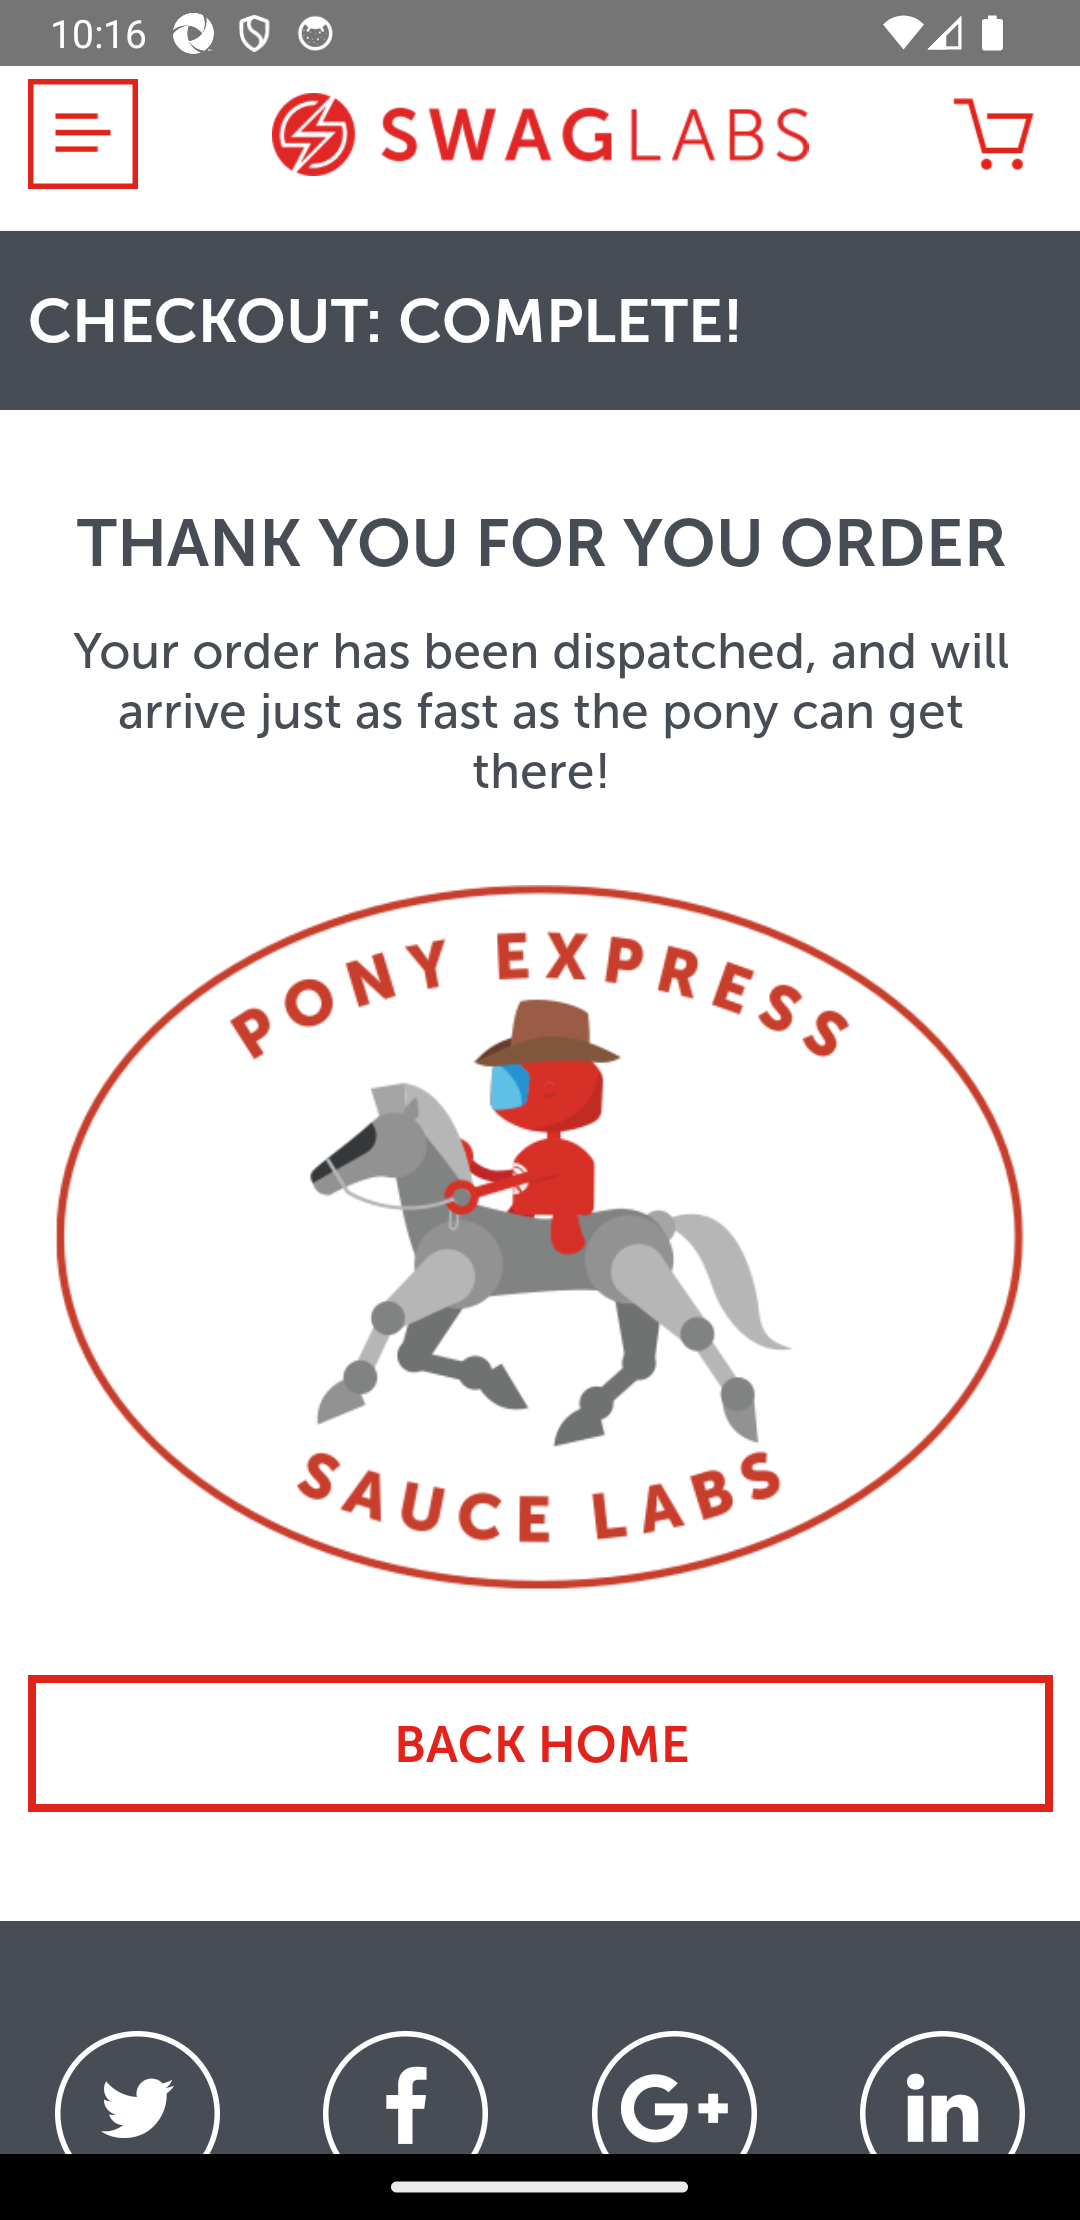 10:16
SWAGLABS
CHECKOUT: COMPLETE!
THANK YOU FOR YOU ORDER
Your order has been dispatched, and will
arrive just as fast as the pony can get
there!
PONY EXPRESS
SAUCE LABS
BACK HOME
f
G+
in